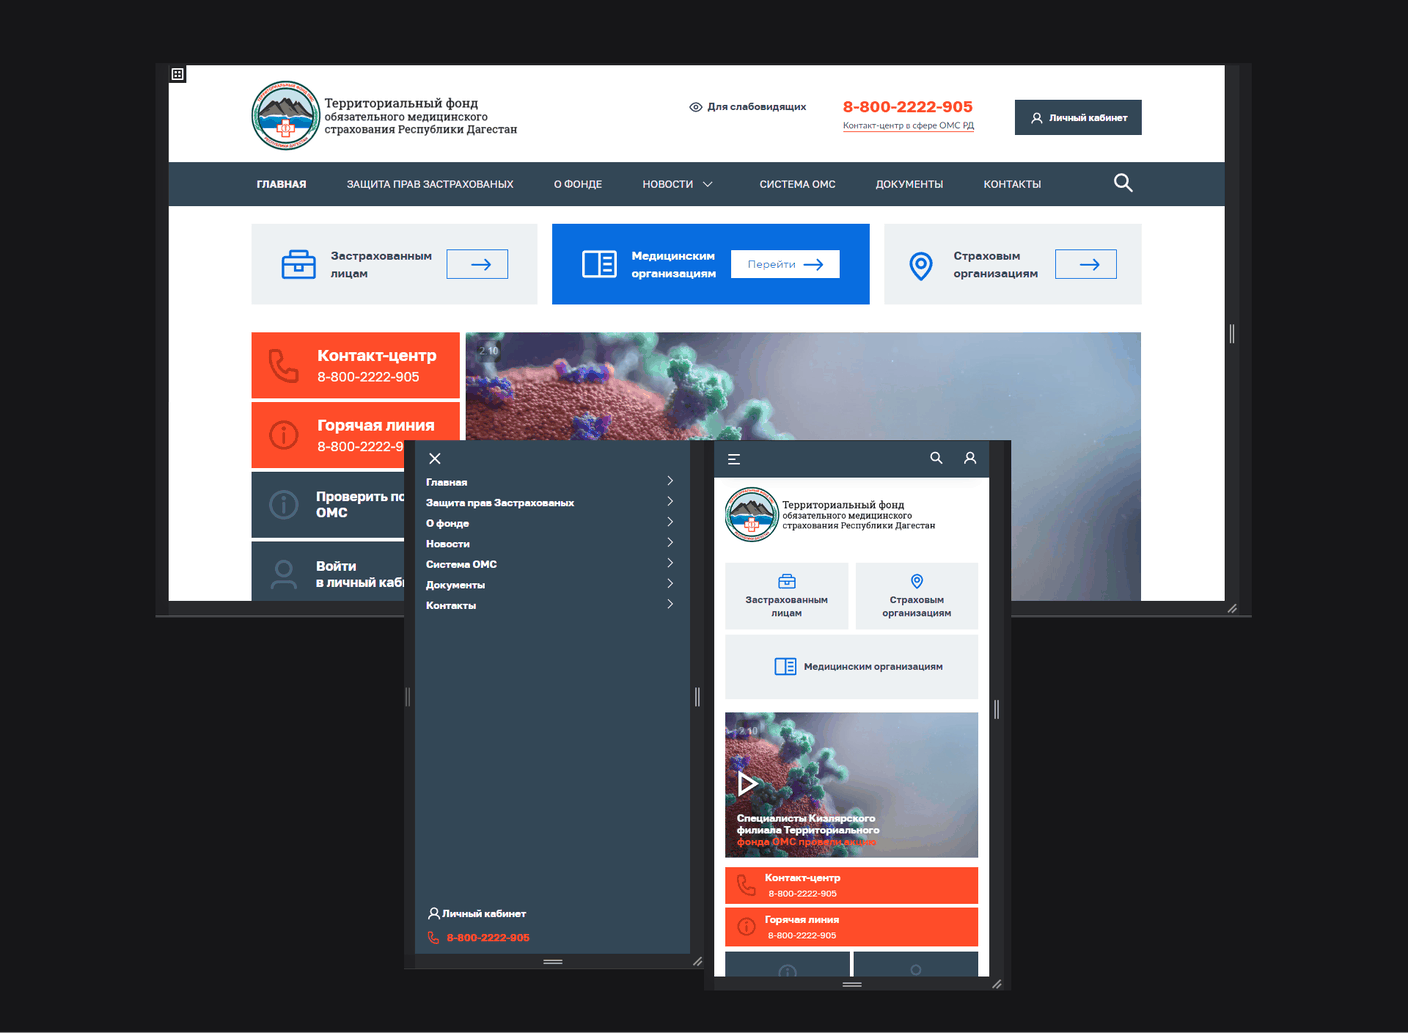 Территориальный фонд
обязательного медицинского
страхования Республики Дагестан
Для слабовидящих
8-800-2222-905
Контакт-центр в сфере ОМС РД
Личный кабинет
ГЛАВНАЯ
ЗАЩИТА ПРАВ ЗАСТРАХОВАНЫХ
О ФОНДЕ
НОВОСТИ
СИСТЕМА ОМС
ДОКУМЕНТЫ
КОНТАКТЫ
Застрахованным
лицам
Медицинским
организациям
Перейти
Страховым
организациям
Контакт-центр
8-800-2222-905
Горячая линия
8-800-2222-9
Проверить по
ОМС
Войти
в личный каб
2 10
Главная
Защита прав Застрахованых
О фонде
Новости
Система ОМС
Документы
Контакты
Личный кабинет
8-800-2222-905
Территориальный фонд
обязательного медицинского
страхования Республики Дагестан
Застрахованным
лицам
Страховым
организациям
Медицинским организациям
2 10
Специалисты Кизлярского
филиала Территориального
фонда ОМС провели акцию
Контакт-центр
8-800-2222-905
Горячая линия
8-800-2222-905